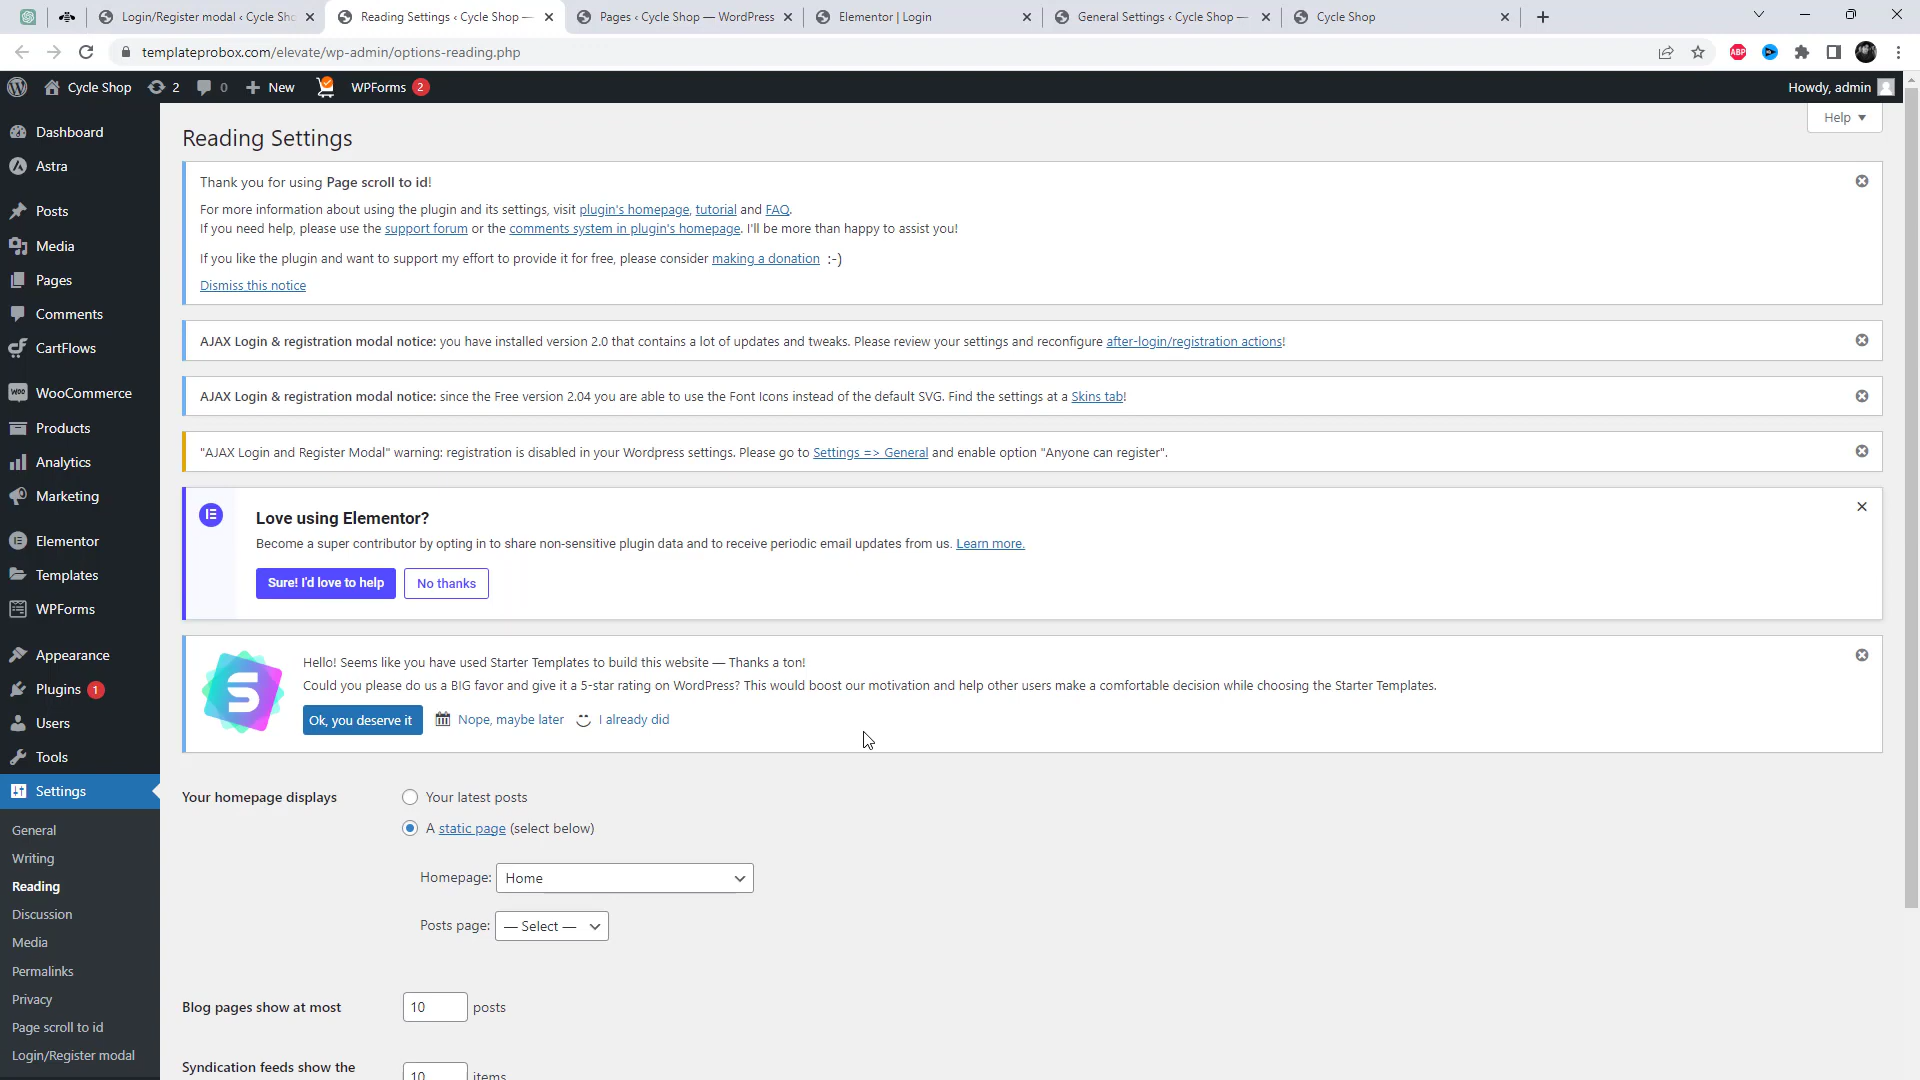 Login/Register modal ‹ Cycle Sho
Reading Settings ‹ Cycle Shop —
Pages ‹ Cycle Shop — WordPress
Elementor | Login
General Settings ‹ Cycle Shop —
Cycle Shop
templateprobox.com/elevate/wp-admin/options-reading.php
ABP
Cycle Shop
2
0
New
WPForms 2
Howdy, admin
Help
Dashboard
Astra
Posts
Media
Pages
Comments
CartFlows
WooCommerce
Products
Analytics
Marketing
Elementor
Templates
WPForms
Appearance
Plugins 1
Users
Tools
Settings
General
Writing
Reading
Discussion
Media
Permalinks
Privacy
Page scroll to id
Login/Register modal
Reading Settings
Thank you for using Page scroll to id!
For more information about using the plugin and its settings, visit plugin's homepage, tutorial and FAQ.
If you need help, please use the support forum or the comments system in plugin's homepage. I'll be more than happy to assist you!
If you like the plugin and want to support my effort to provide it for free, please consider making a donation :-)
Dismiss this notice
AJAX Login & registration modal notice: you have installed version 2.0 that contains a lot of updates and tweaks. Please review your settings and reconfigure after-login/registration actions!
AJAX Login & registration modal notice: since the Free version 2.04 you are able to use the Font Icons instead of the default SVG. Find the settings at a Skins tab!
"AJAX Login and Register Modal" warning: registration is disabled in your Wordpress settings. Please go to Settings => General and enable option "Anyone can register".
Love using Elementor?
Become a super contributor by opting in to share non-sensitive plugin data and to receive periodic email updates from us. Learn more.
Sure! I'd love to help
No thanks
Hello! Seems like you have used Starter Templates to build this website — Thanks a ton!
Could you please do us a BIG favor and give it a 5-star rating on WordPress? This would boost our motivation and help other users make a comfortable decision while choosing the Starter Templates.
Ok, you deserve it
Nope, maybe later
I already did
Your homepage displays
Your latest posts
A static page (select below)
Homepage: Home
Posts page: — Select —
Blog pages show at most
10 posts
Syndication feeds show the
10 items